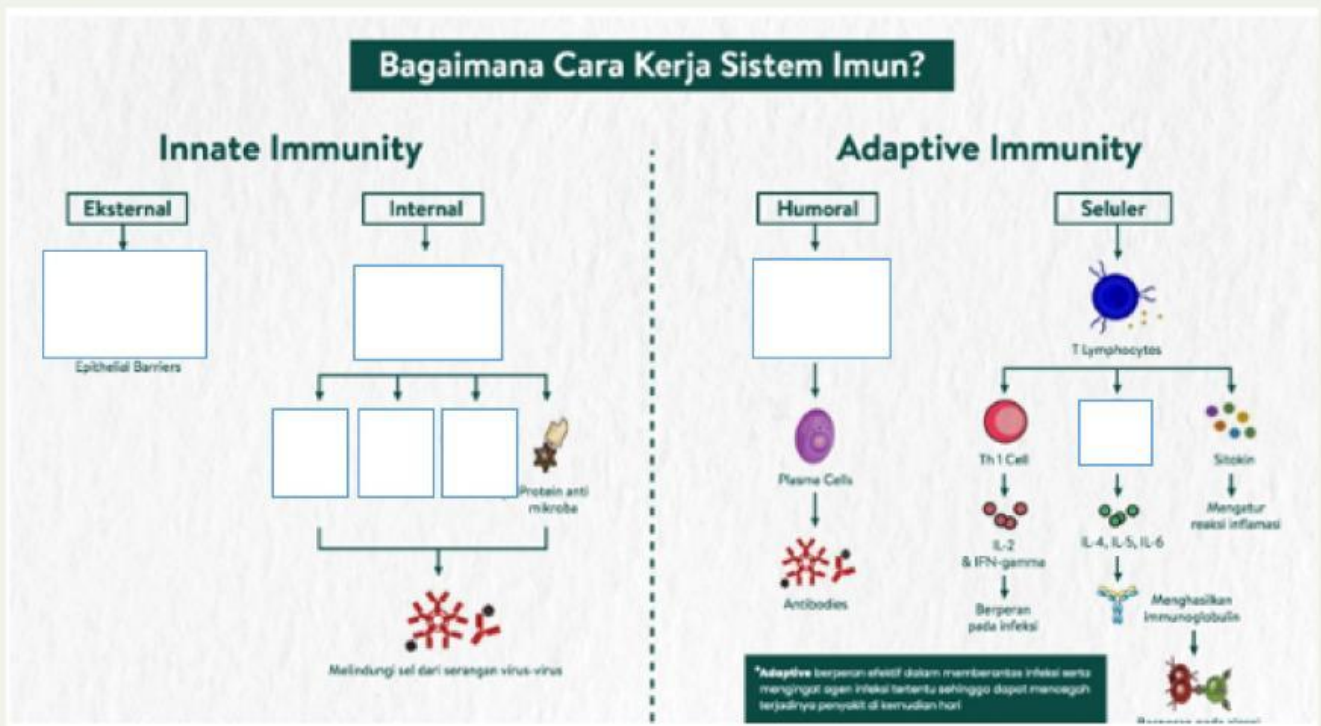 Bagaimana Cara Kerja Sistem Imun?
Innate Immunity
Eksternal
Internal
Epithelial Barriers
Protein anti
mikroba
Melindungi sel dari serangan virus-virus
Adaptive Immunity
Humoral
Seluler
T Lymphocytos
Plasma Cells
Antibodies
Th 1 Cell
Sitokin
IL-2
& IFN-gamma
IL-4, IL-5, IL-6
Mengatur
reaksi inflamasi
Berperan
pada infeksi
Menghasilkan
immunoglobulin
*Adaptive berperan efektif dalam memberantas infeksi serta
mengingat agen infeksi tertentu sehingga dapat mencegah
terjadinya penyakit di kemudian hari